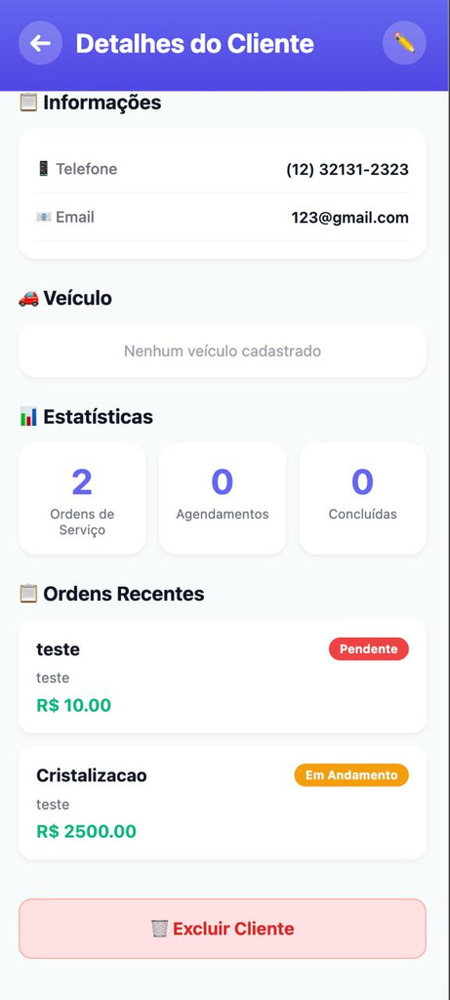 Detalhes do Cliente
Informações
Telefone (12) 32131-2323
Email 123@gmail.com
Veículo
Nenhum veículo cadastrado
Estatísticas
2 0 0
Ordens de Serviço Agendamentos Concluídas
Ordens Recentes
teste Pendente
teste
R$ 10.00
Cristalizacao Em Andamento
teste
R$ 2500.00
Excluir Cliente